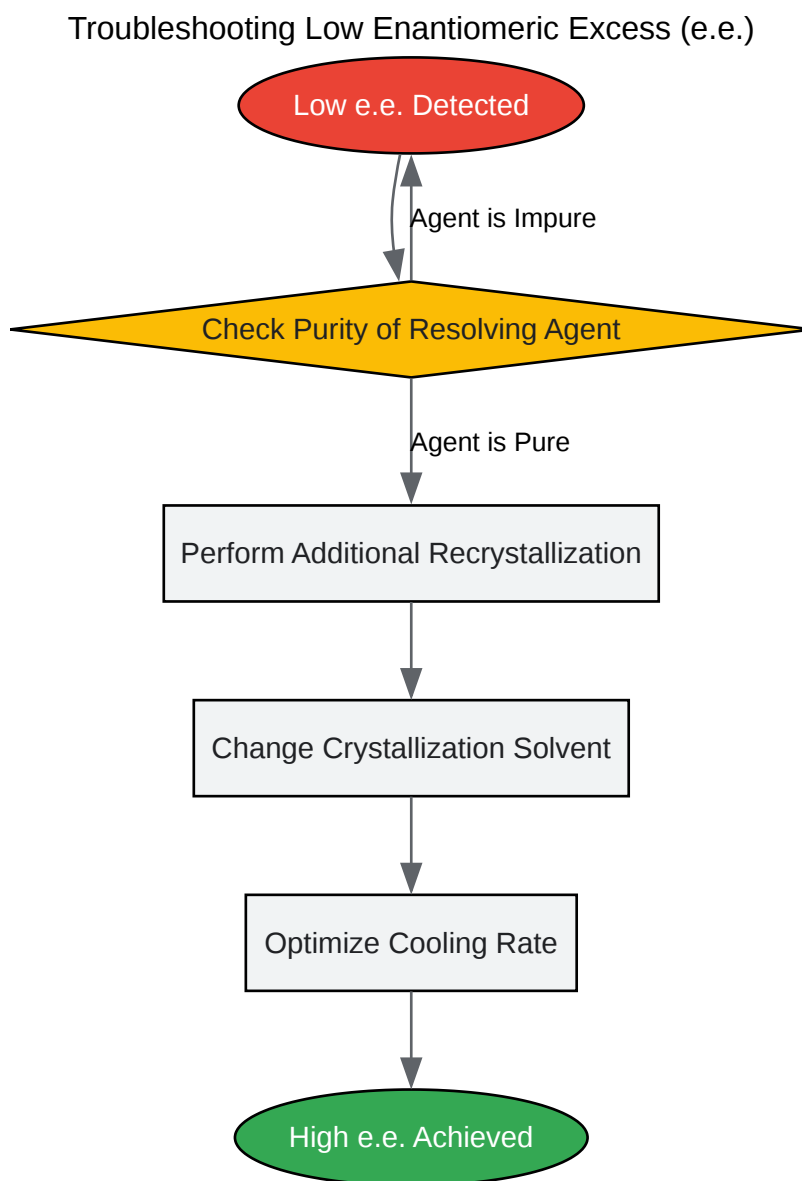 Troubleshooting Low Enantiomeric Excess (e.e.)
Low e.e. Detected
Agent is Impure
Check Purity of Resolving Agent
Agent is Pure
Perform Additional Recrystallization
Change Crystallization Solvent
Optimize Cooling Rate
High e.e. Achieved